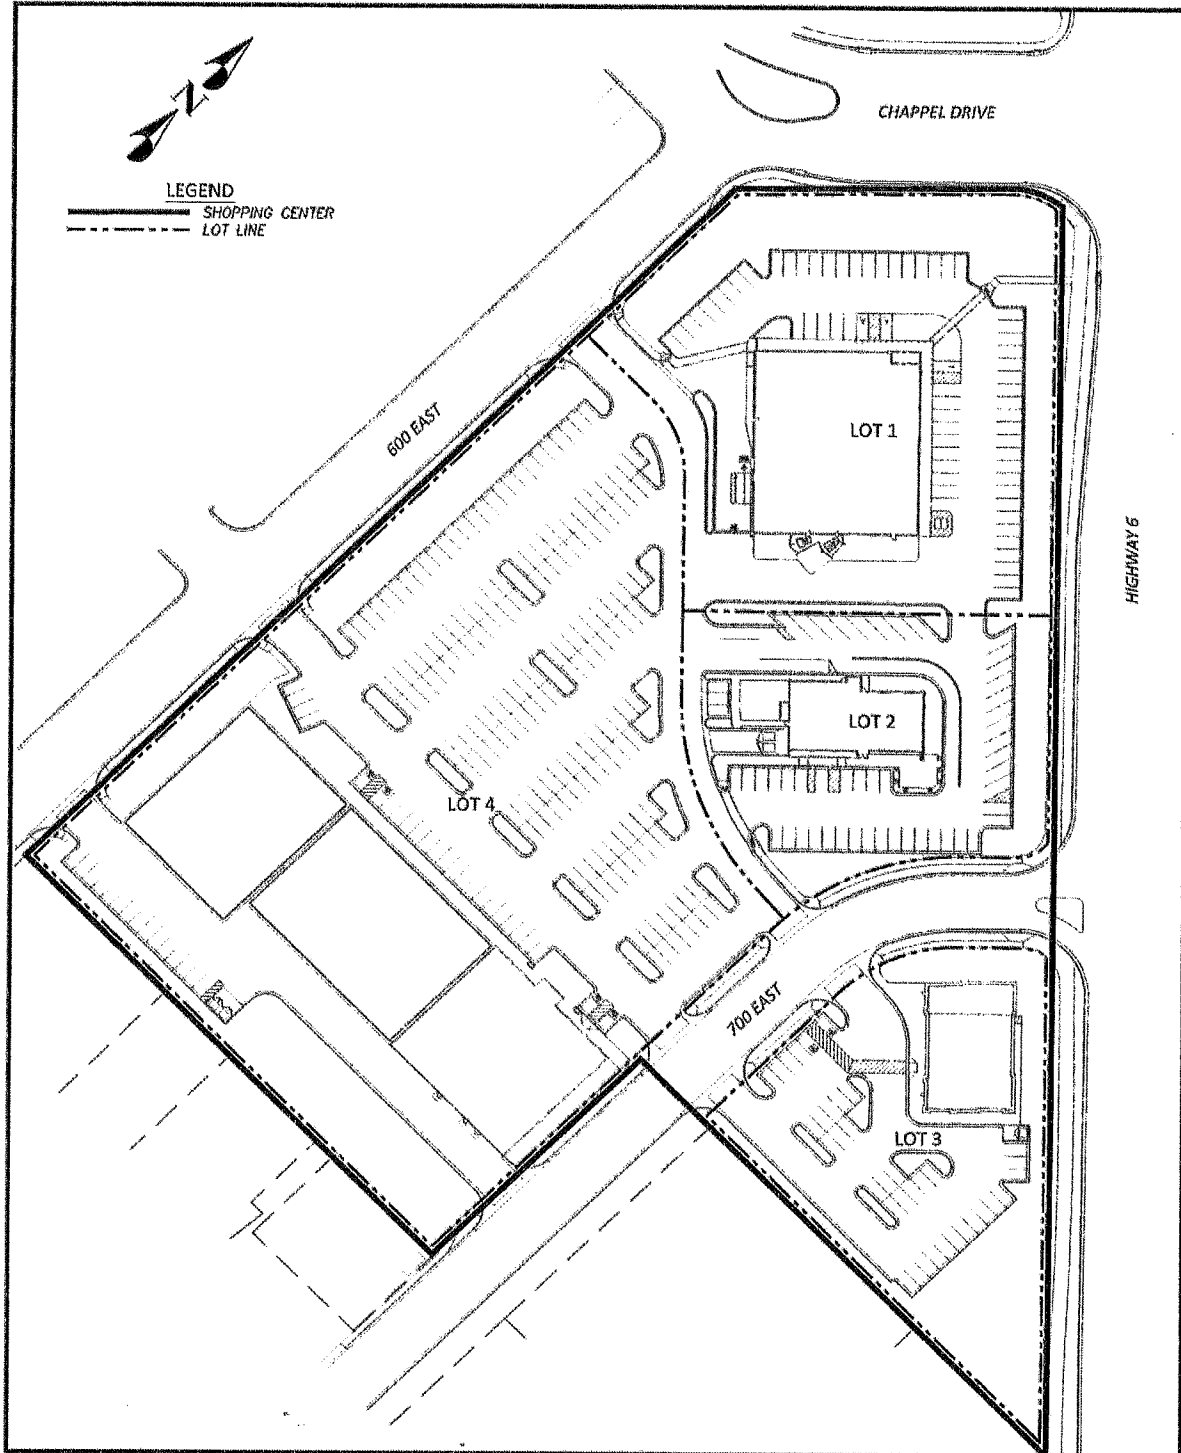 CHAPPEL DRIVE
N
LEGEND
SHOPPING CENTER
LOT LINE
600 EAST
LOT 1
HIGHWAY 6
LOT 2
LOT 4
700 EAST
LOT 3